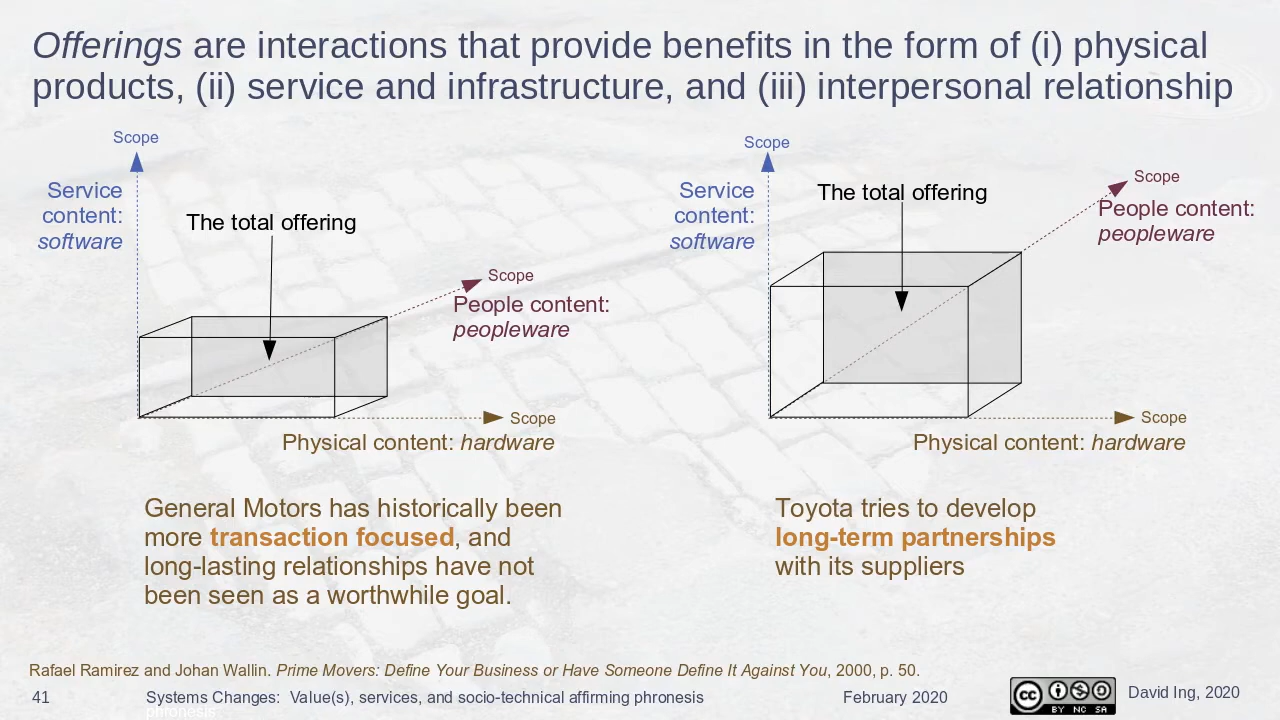 Offerings are interactions that provide benefits in the form of (i) physical
products, (ii) service and infrastructure, and (iii) interpersonal relationship
Scope
Service
content:
software
The total offering
Scope
People content:
peopleware
Scope
Physical content: hardware
General Motors has historically been
more transaction focused, and
long-lasting relationships have not
been seen as a worthwhile goal.
Scope
Service
content:
software
The total offering
Scope
People content:
peopleware
Scope
Physical content: hardware
Toyota tries to develop
long-term partnerships
with its suppliers
Rafael Ramirez and Johan Wallin. Prime Movers: Define Your Business or Have Someone Define It Against You, 2000, p. 50.
41
Systems Changes: Value(s), services, and socio-technical affirming phronesis
phronesis
February 2020
cc
BY NC SA
David Ing, 2020